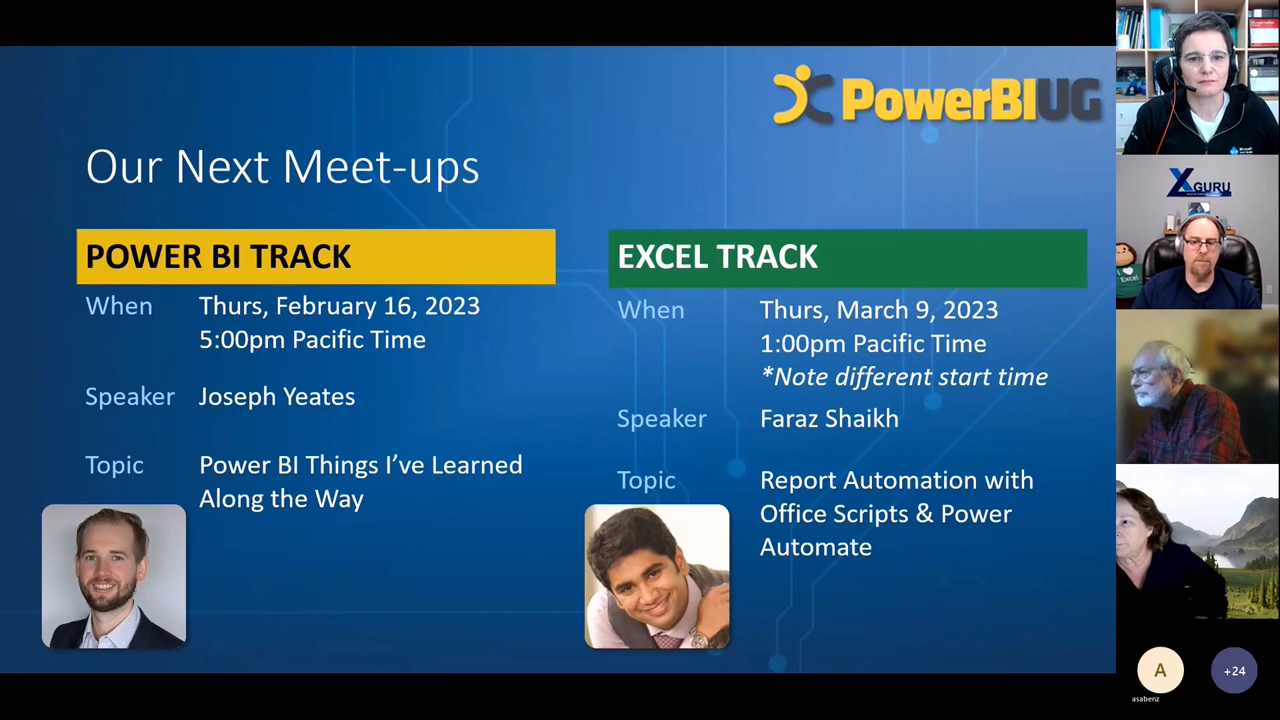 PowerBIUG
Our Next Meet-ups
POWER BI TRACK
When
Thurs, February 16, 2023
5:00pm Pacific Time
Speaker
Joseph Yeates
Topic
Power BI Things I’ve Learned
Along the Way
EXCEL TRACK
When
Thurs, March 9, 2023
1:00pm Pacific Time
*Note different start time
Speaker
Faraz Shaikh
Topic
Report Automation with
Office Scripts & Power
Automate
XLGURU
I ♥
Excel
A
asabenz
+24